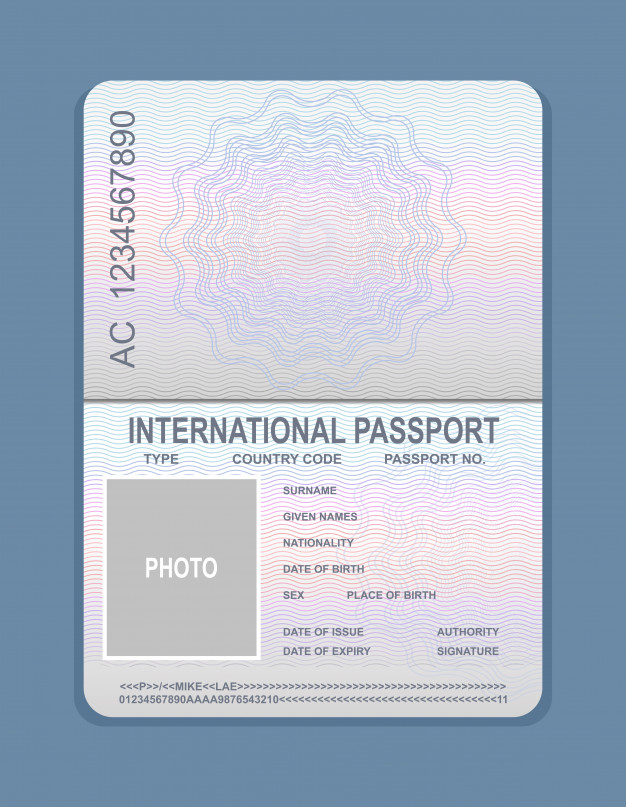 AC 1234567890
INTERNATIONAL PASSPORT
TYPE COUNTRY CODE PASSPORT NO.
PHOTO
SURNAME
GIVEN NAMES
NATIONALITY
DATE OF BIRTH
SEX PLACE OF BIRTH
DATE OF ISSUE AUTHORITY
DATE OF EXPIRY SIGNATURE
<<<P>>/<<MIKE<<LAE>>>>>>>>>>>>>>>>>>>>>>>>>>>>>>>>>>>>>>>>>>
01234567890AAAA9876543210<<<<<<<<<<<<<<<<<<<<<<<<<<<<<<<<<<11